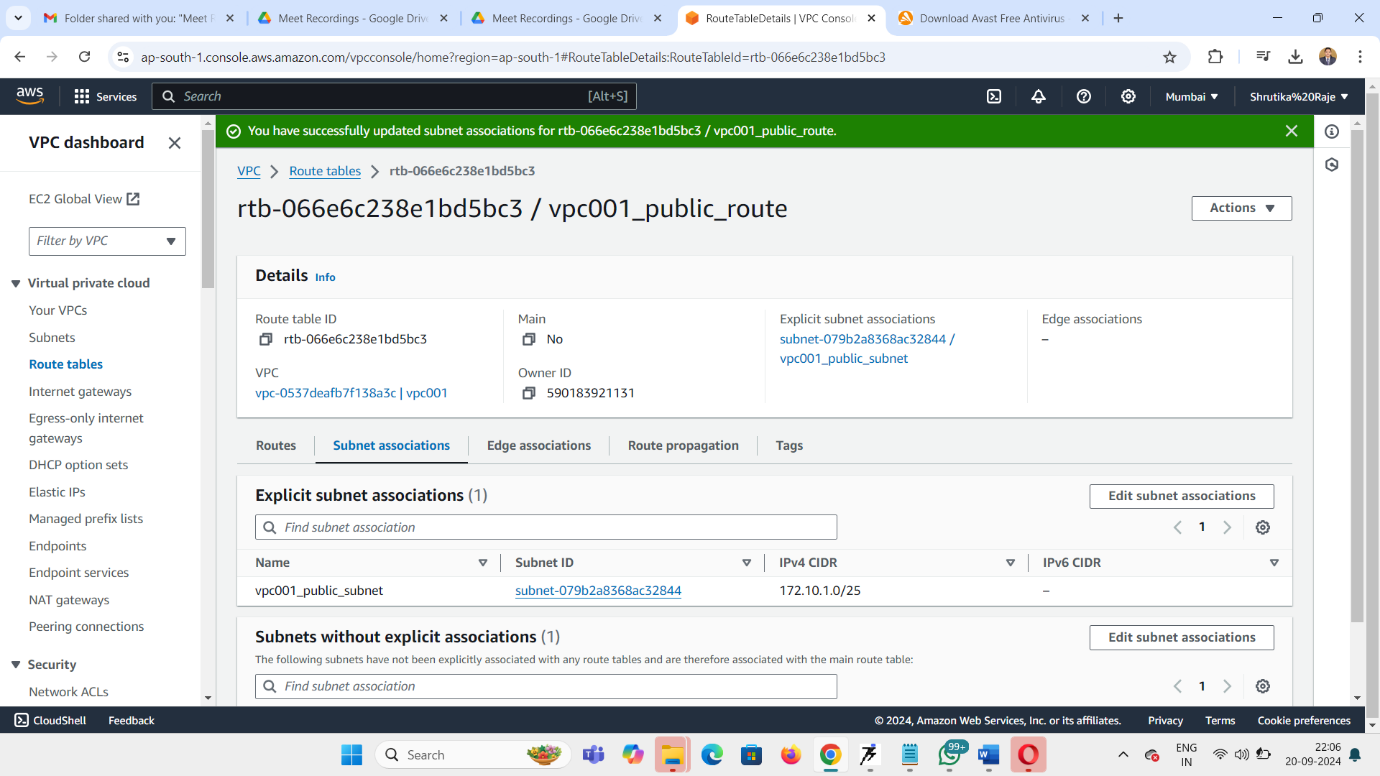 Folder shared with you: "Meet R
Meet Recordings - Google Drive
Meet Recordings - Google Drive
RouteTableDetails | VPC Console
Download Avast Free Antivirus
ap-south-1.console.aws.amazon.com/vpcconsole/home?region=ap-south-1#RouteTableDetails:RouteTableId=rtb-066e6c238e1bd5bc3
aws
Services
Search
[Alt+S]
Mumbai
Shrutika%20Raje
VPC dashboard
You have successfully updated subnet associations for rtb-066e6c238e1bd5bc3 / vpc001_public_route.
EC2 Global View
Filter by VPC
Virtual private cloud
Your VPCs
Subnets
Route tables
Internet gateways
Egress-only internet
gateways
DHCP option sets
Elastic IPs
Managed prefix lists
Endpoints
Endpoint services
NAT gateways
Peering connections
Security
Network ACLs
VPC
Route tables
rtb-066e6c238e1bd5bc3
rtb-066e6c238e1bd5bc3 / vpc001_public_route
Actions
Details Info
Route table ID
rtb-066e6c238e1bd5bc3
Main
No
Explicit subnet associations
subnet-079b2a8368ac32844 /
vpc001_public_subnet
Edge associations
–
VPC
vpc-0537deafb7f138a3c | vpc001
Owner ID
590183921131
Routes
Subnet associations
Edge associations
Route propagation
Tags
Explicit subnet associations (1)
Edit subnet associations
Find subnet association
1
Name
Subnet ID
IPv4 CIDR
IPv6 CIDR
vpc001_public_subnet
subnet-079b2a8368ac32844
172.10.1.0/25
–
Subnets without explicit associations (1)
Edit subnet associations
The following subnets have not been explicitly associated with any route tables and are therefore associated with the main route table:
Find subnet association
1
CloudShell
Feedback
© 2024, Amazon Web Services, Inc. or its affiliates.
Privacy
Terms
Cookie preferences
Search
99+
ENG
IN
22:06
20-09-2024